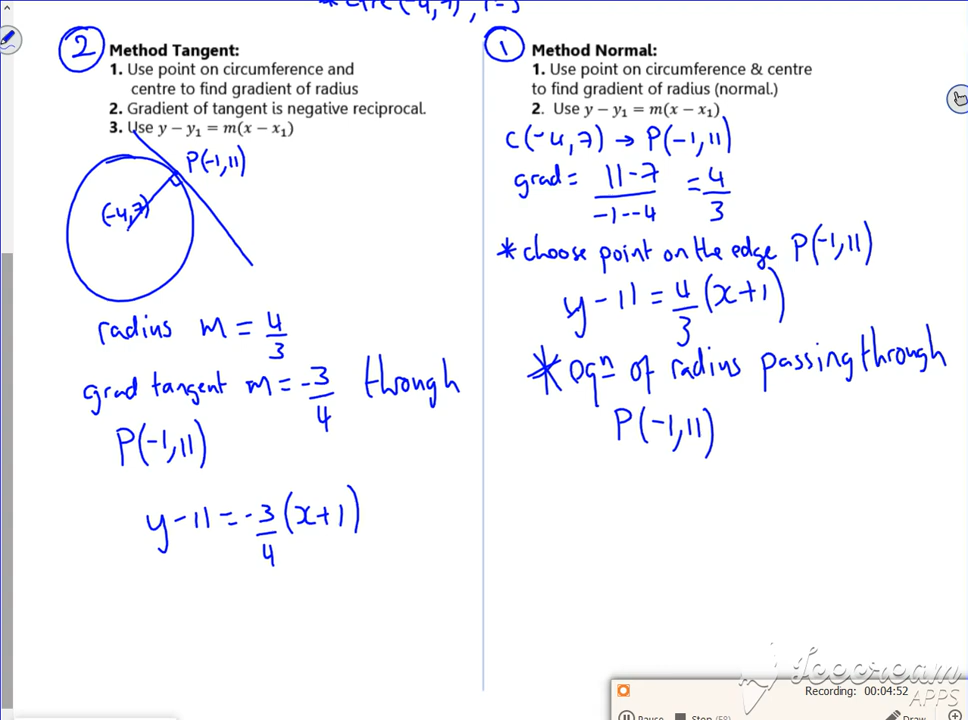 ② Method Tangent:
1. Use point on circumference and
centre to find gradient of radius
2. Gradient of tangent is negative reciprocal.
3. Use y − y₁ = m(x − x₁)
P(-1,11)
(-4,7)
radius m = 4/3
grad tangent m = -3/4 through
P(-1,11)
y-11 = -3/4 (x+1)
① Method Normal:
1. Use point on circumference & centre
to find gradient of radius (normal.)
2. Use y − y₁ = m(x − x₁)
C(-4,7) → P(-1,11)
grad = 11-7/-1--4 = 4/3
* choose point on the edge P(-1,11)
y-11 = 4/3 (x+1)
* eqⁿ of radius passing through
P(-1,11)
Icecream
APPS
Recording: 00:04:52
Pause
Stop (F8)
Draw